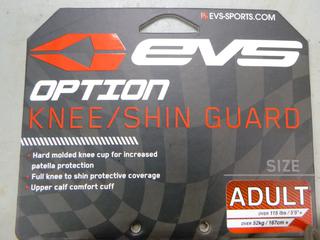 EVS-SPORTS.COM
EVS
OPTION
KNEE/SHIN GUARD
• Hard molded knee cup for increased
patella protection
• Full knee to shin protective coverage
• Upper calf comfort cuff
SIZE
ADULT
OVER 115 lbs / 5'6"+
OVER 52kg / 167cm +